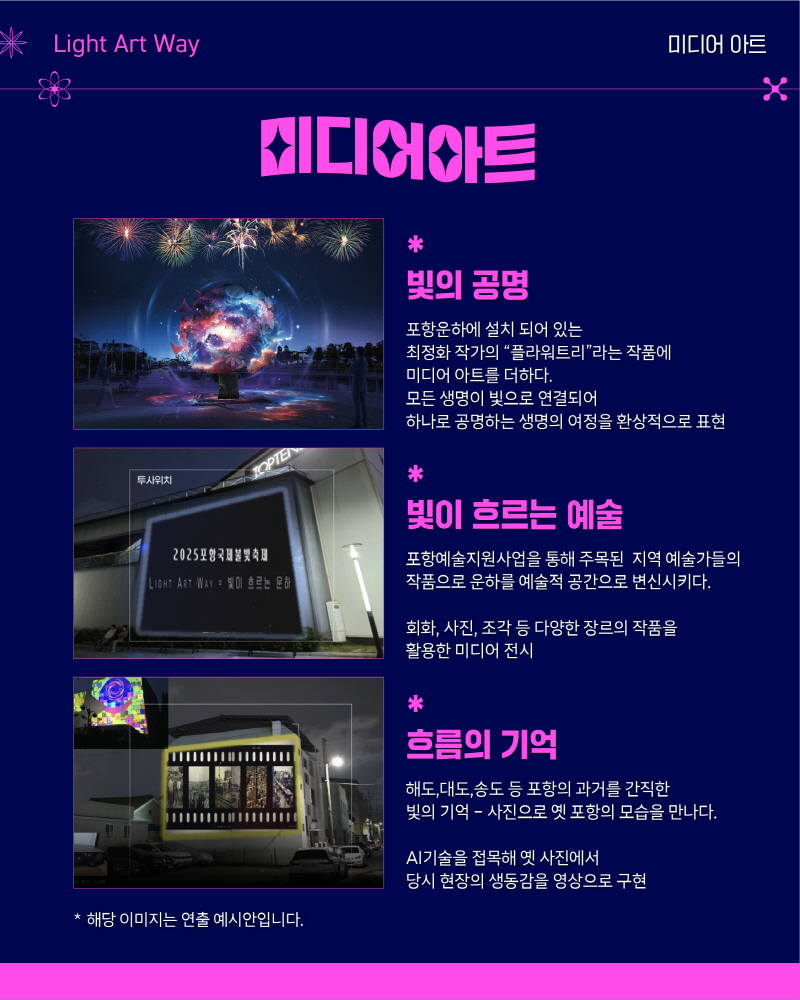 Light Art Way
미디어 아트
미디어아트
*
빛의 공명
포항운하에 설치 되어 있는
최정화 작가의 “플라워트리”라는 작품에
미디어 아트를 더하다.
모든 생명이 빛으로 연결되어
하나로 공명하는 생명의 여정을 환상적으로 표현
TOPTEN
투사위치
2025포항국제불빛축제
Light Art Way - 빛이 흐르는 운하
*
빛이 흐르는 예술
포항예술지원사업을 통해 주목된 지역 예술가들의
작품으로 운하를 예술적 공간으로 변신시키다.
회화, 사진, 조각 등 다양한 장르의 작품을
활용한 미디어 전시
*
흐름의 기억
해도,대도,송도 등 포항의 과거를 간직한
빛의 기억 – 사진으로 옛 포항의 모습을 만나다.
AI기술을 접목해 옛 사진에서
당시 현장의 생동감을 영상으로 구현
* 해당 이미지는 연출 예시안입니다.